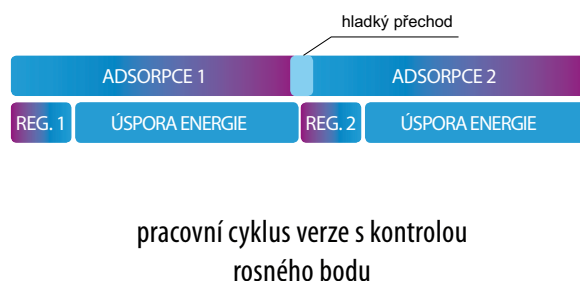 hladký přechod
ADSORPCE 1 ADSORPCE 2
REG. 1 ÚSPORA ENERGIE REG. 2 ÚSPORA ENERGIE
pracovní cyklus verze s kontrolou
rosného bodu